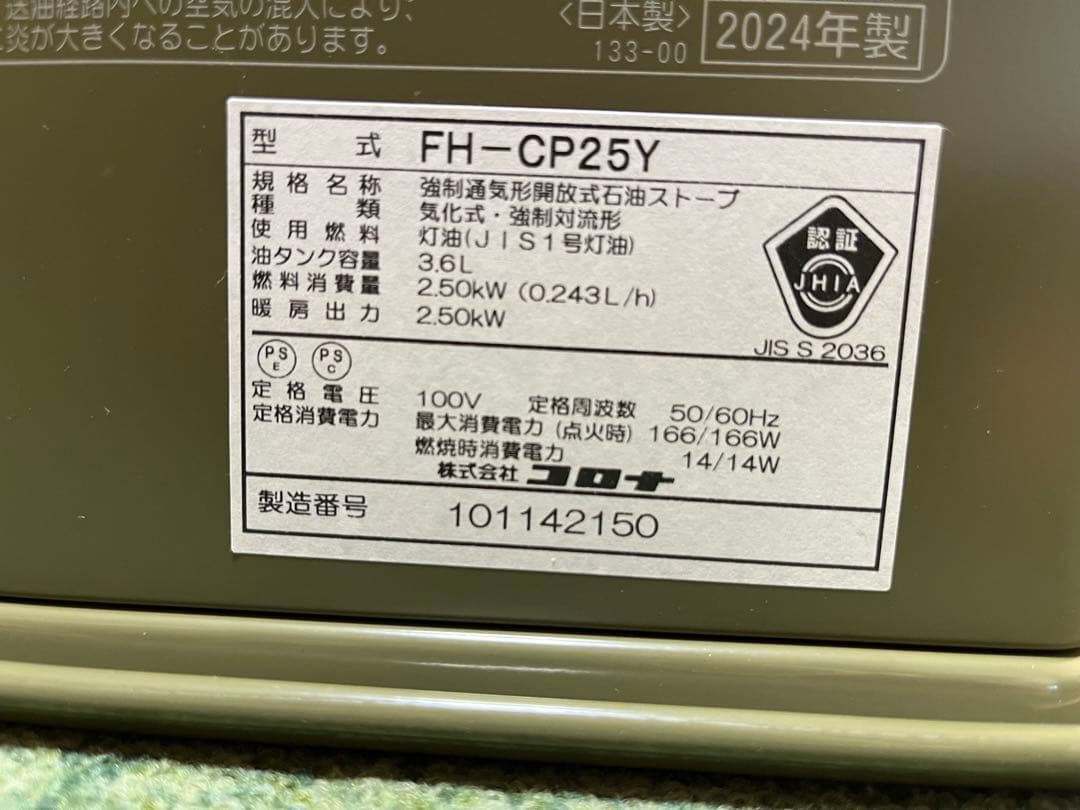 送油経路内への空気の混入により、
炎が大きくなることがあります。
〈日本製〉
133-00
2024年製
型式 FH-CP25Y
規格名称 強制通気形開放式石油ストーブ
種類 気化式・強制対流形
使用燃料 灯油(JIS1号灯油)
油タンク容量 3.6L
燃料消費量 2.50kW (0.243L/h)
暖房出力 2.50kW
認証
JHIA
JIS S 2036
PS E PS C
定格電圧 100V 定格周波数 50/60Hz
定格消費電力 最大消費電力 (点火時) 166/166W
燃焼時消費電力 14/14W
株式会社 コロナ
製造番号 101142150